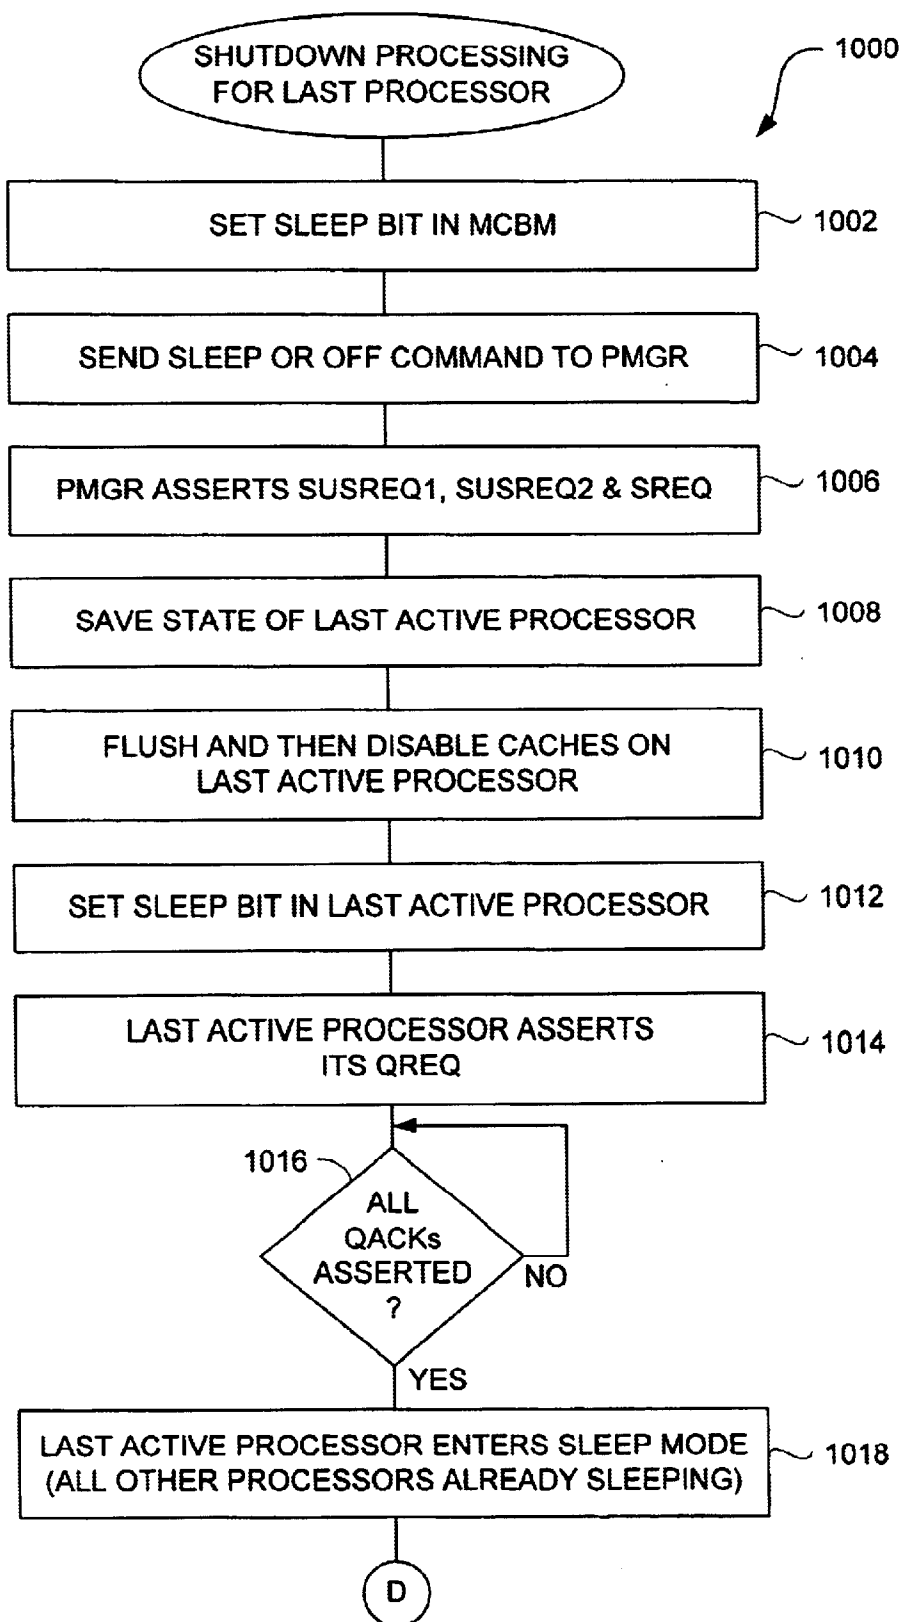 SHUTDOWN PROCESSING
FOR LAST PROCESSOR
1000
SET SLEEP BIT IN MCBM
1002
SEND SLEEP OR OFF COMMAND TO PMGR
1004
PMGR ASSERTS SUSREQ1, SUSREQ2 & SREQ
1006
SAVE STATE OF LAST ACTIVE PROCESSOR
1008
FLUSH AND THEN DISABLE CACHES ON
LAST ACTIVE PROCESSOR
1010
SET SLEEP BIT IN LAST ACTIVE PROCESSOR
1012
LAST ACTIVE PROCESSOR ASSERTS
ITS QREQ
1014
1016
ALL
QACKs
ASSERTED
?
NO
YES
LAST ACTIVE PROCESSOR ENTERS SLEEP MODE
(ALL OTHER PROCESSORS ALREADY SLEEPING)
1018
D